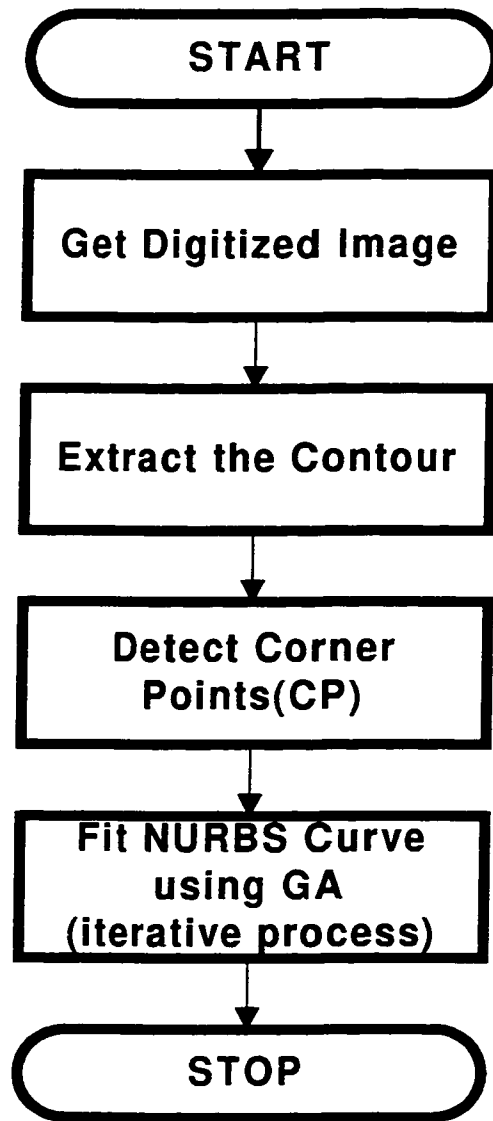 START
Get Digitized Image
Extract the Contour
Detect Corner
Points(CP)
Fit NURBS Curve
using GA
(iterative process)
STOP